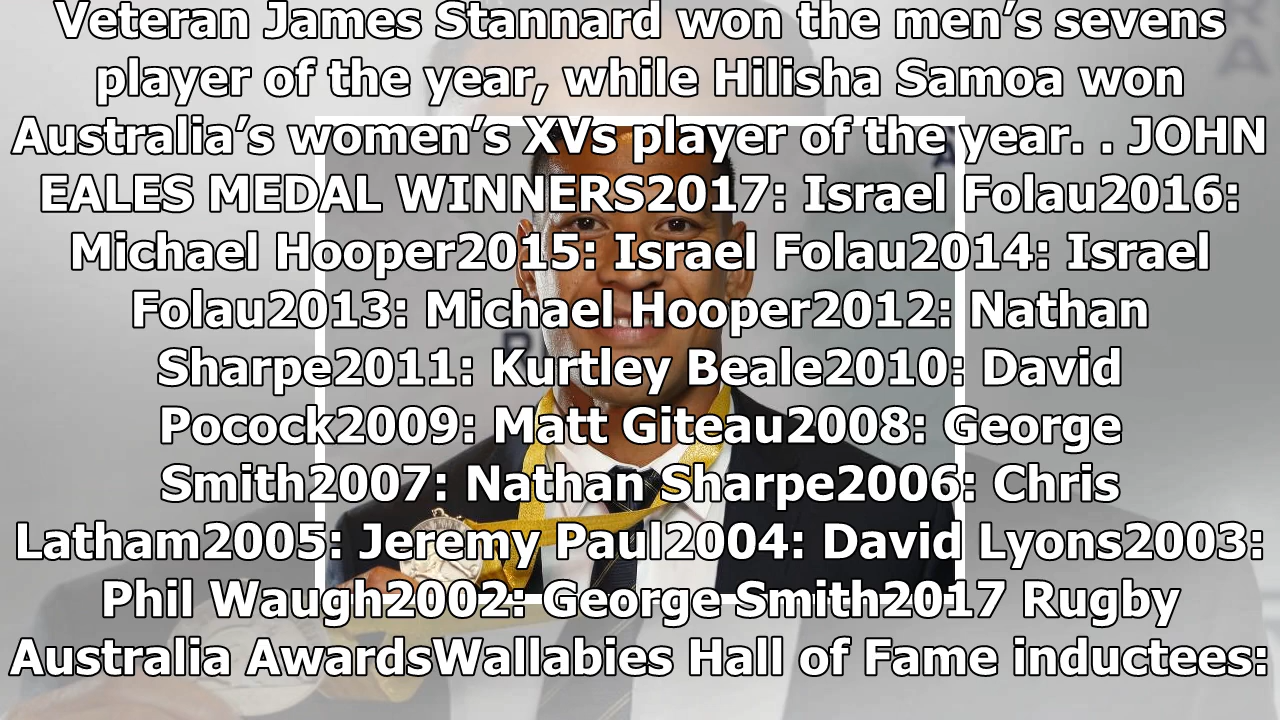 Veteran James Stannard won the men’s sevens
player of the year, while Hilisha Samoa won
Australia’s women’s XVs player of the year. . JOHN
EALES MEDAL WINNERS2017: Israel Folau2016:
Michael Hooper2015: Israel Folau2014: Israel
Folau2013: Michael Hooper2012: Nathan
Sharpe2011: Kurtley Beale2010: David
Pocock2009: Matt Giteau2008: George
Smith2007: Nathan Sharpe2006: Chris
Latham2005: Jeremy Paul2004: David Lyons2003:
Phil Waugh2002: George Smith2017 Rugby
Australia AwardsWallabies Hall of Fame inductees: